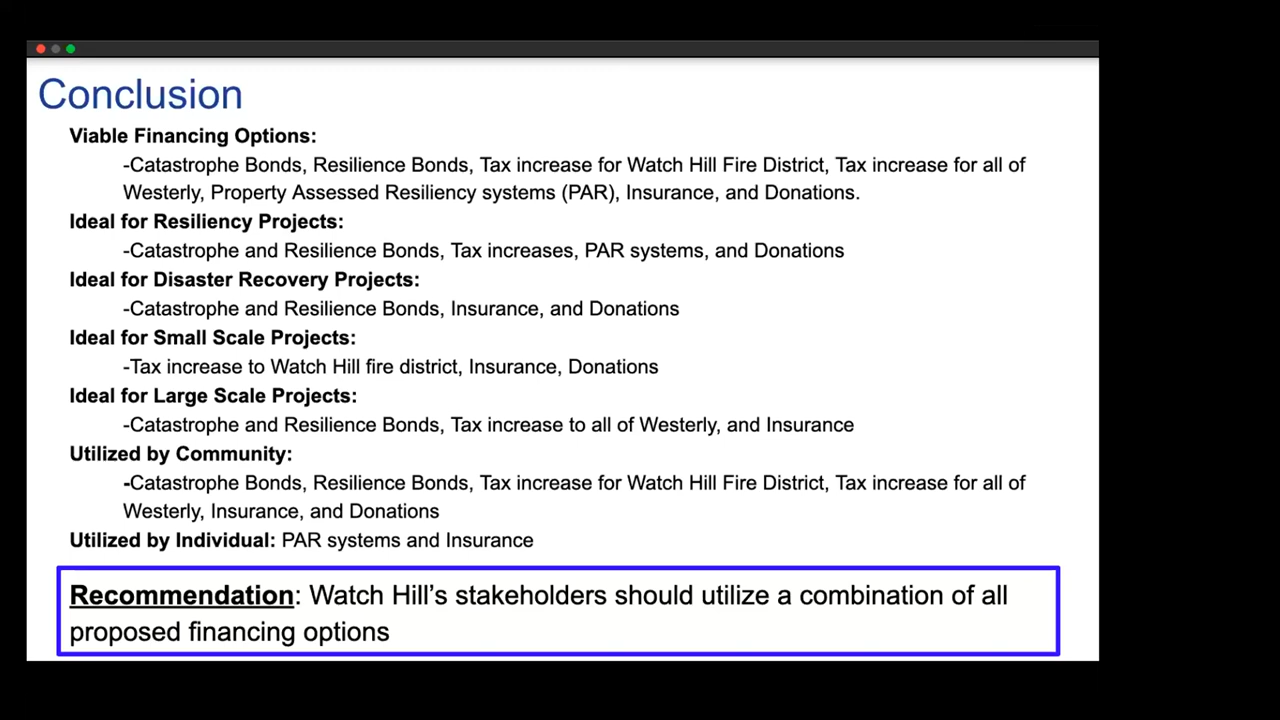 Conclusion
Viable Financing Options:
-Catastrophe Bonds, Resilience Bonds, Tax increase for Watch Hill Fire District, Tax increase for all of
Westerly, Property Assessed Resiliency systems (PAR), Insurance, and Donations.
Ideal for Resiliency Projects:
-Catastrophe and Resilience Bonds, Tax increases, PAR systems, and Donations
Ideal for Disaster Recovery Projects:
-Catastrophe and Resilience Bonds, Insurance, and Donations
Ideal for Small Scale Projects:
-Tax increase to Watch Hill fire district, Insurance, Donations
Ideal for Large Scale Projects:
-Catastrophe and Resilience Bonds, Tax increase to all of Westerly, and Insurance
Utilized by Community:
-Catastrophe Bonds, Resilience Bonds, Tax increase for Watch Hill Fire District, Tax increase for all of
Westerly, Insurance, and Donations
Utilized by Individual: PAR systems and Insurance
Recommendation: Watch Hill’s stakeholders should utilize a combination of all
proposed financing options